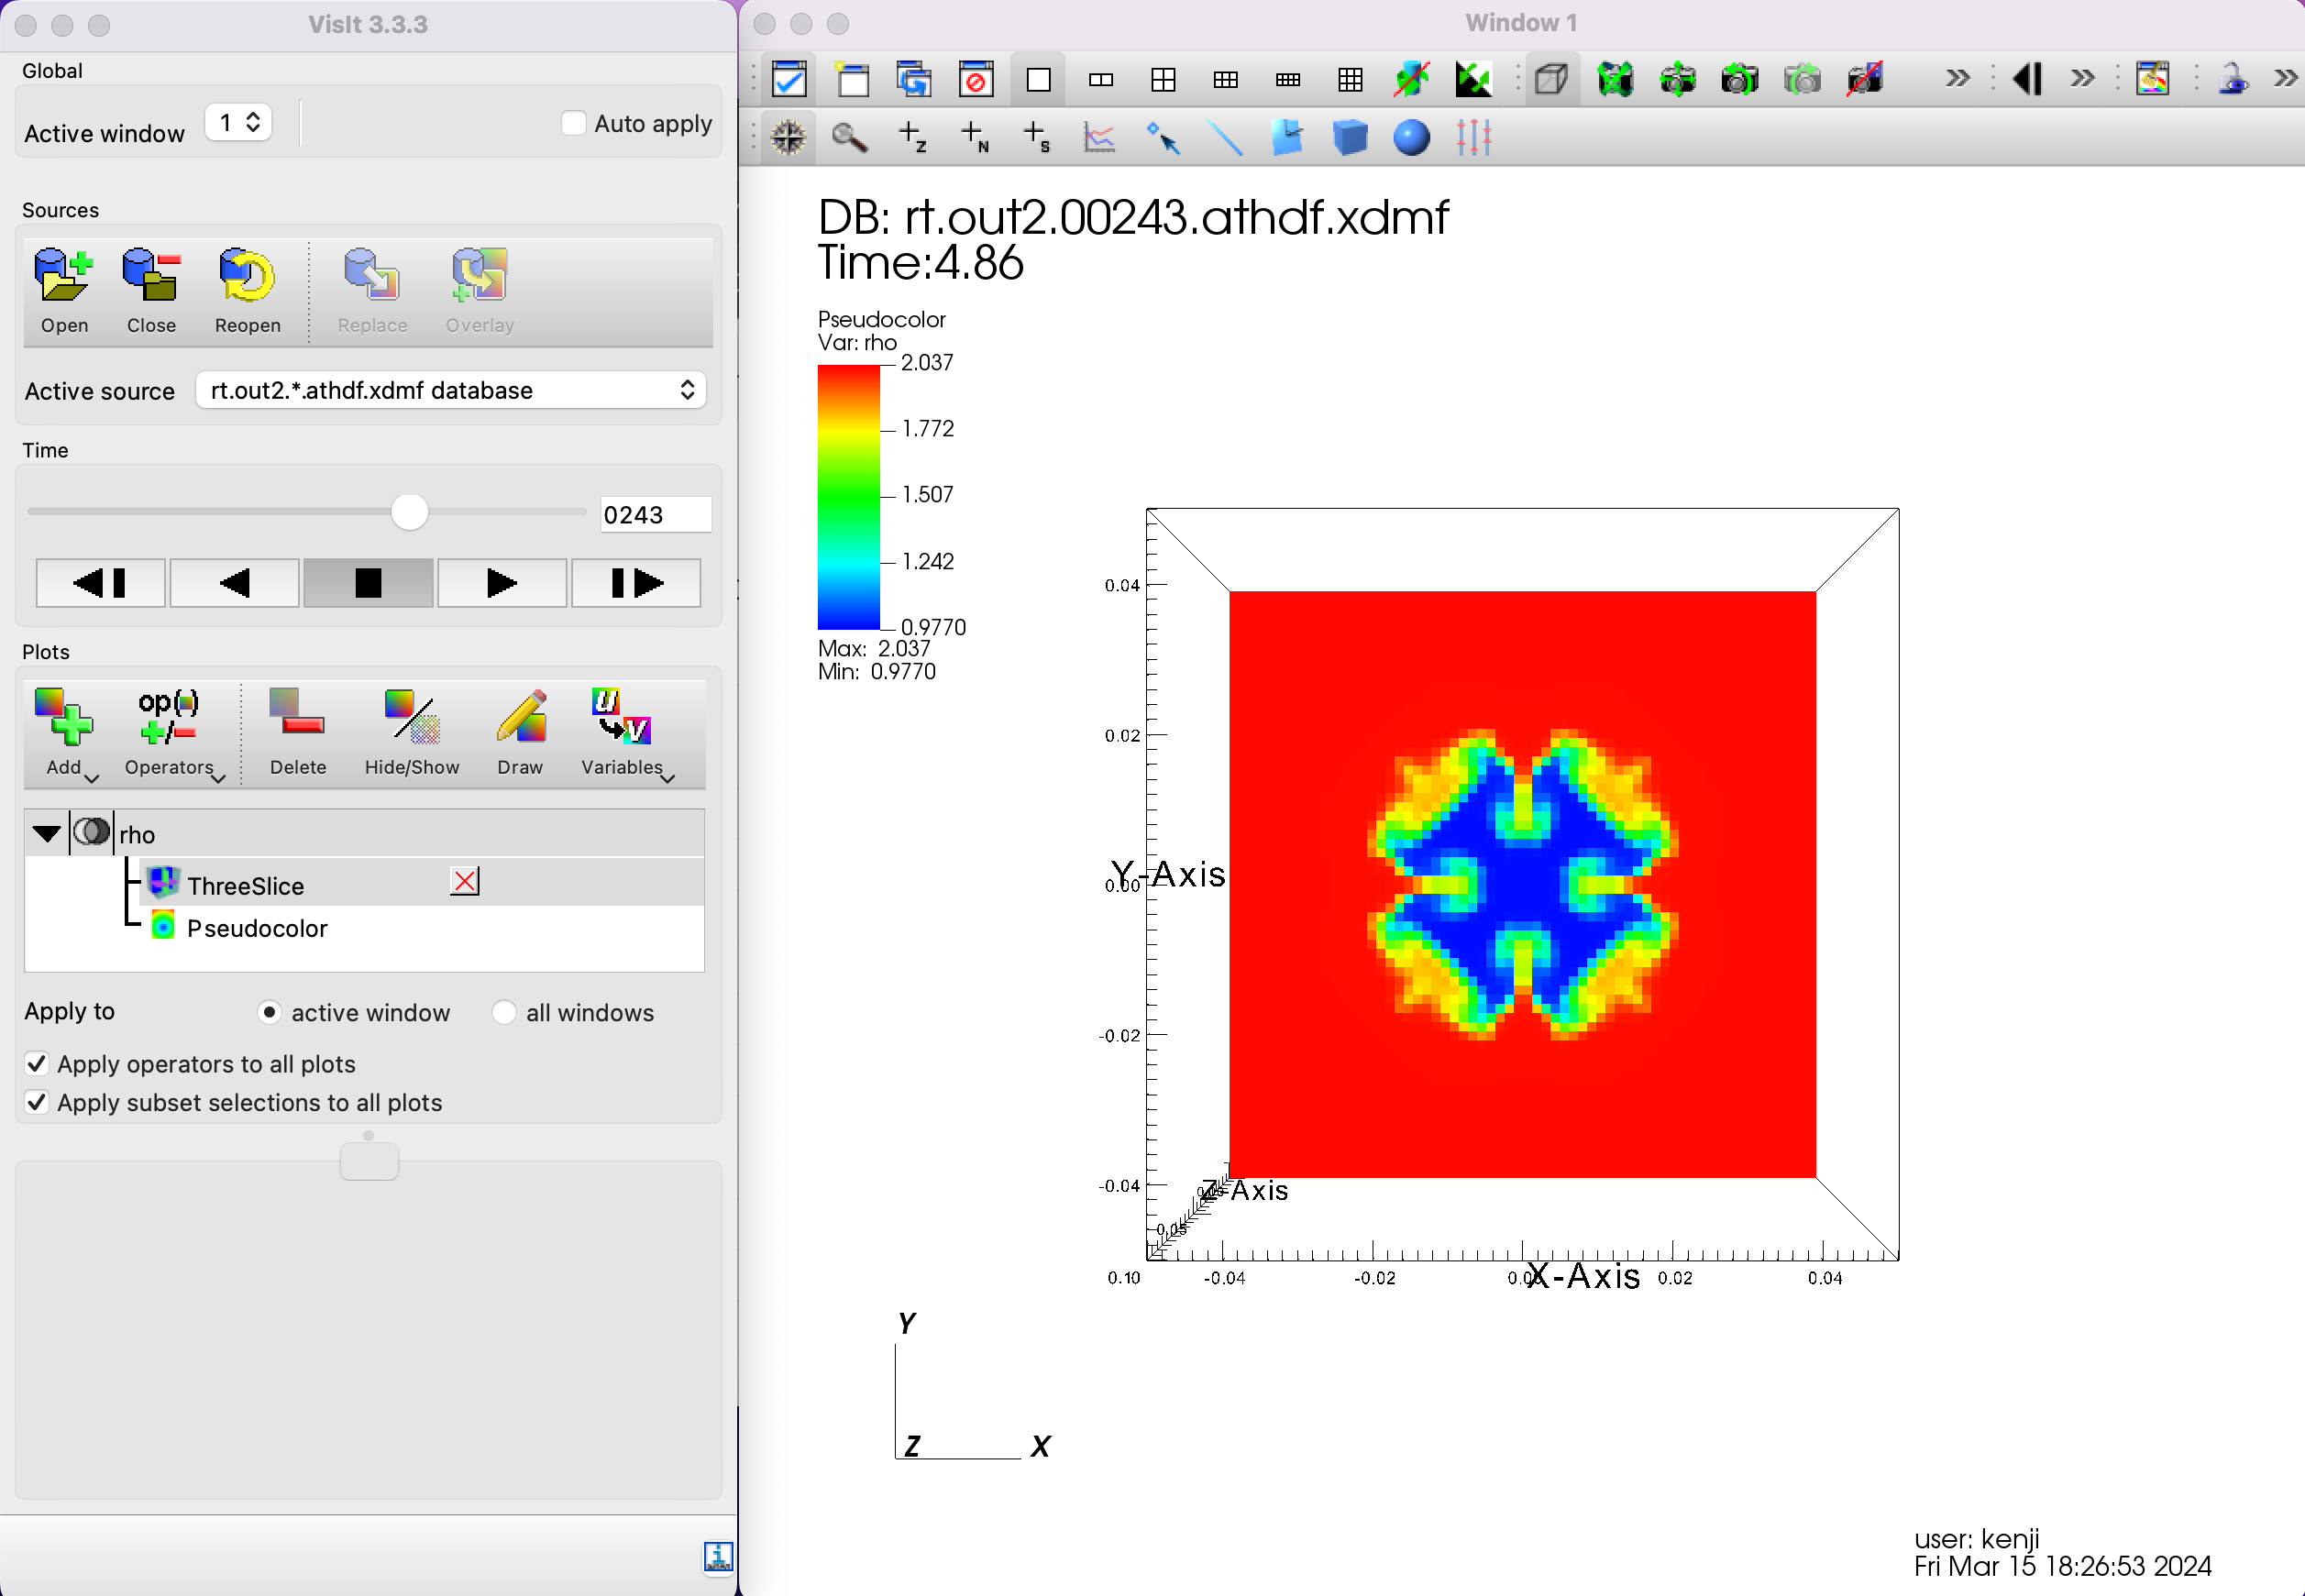 VisIt 3.3.3
Global
Active window
1
Auto apply
Sources
Open
Close
Reopen
Replace
Overlay
Active source
rt.out2.*.athdf.xdmf database
Time
0243
Plots
op( )
+/-
Add
Operators
Delete
Hide/Show
Draw
Variables
rho
ThreeSlice
Pseudocolor
Apply to
active window
all windows
Apply operators to all plots
Apply subset selections to all plots
Window 1
+Z
+N
+S
DB: rt.out2.00243.athdf.xdmf
Time:4.86
Pseudocolor
Var: rho
2.037
1.772
1.507
1.242
0.9770
Max: 2.037
Min: 0.9770
0.04
0.02
Y-Axis
0.00
-0.02
-0.04
Z-Axis
0.05
0.10
-0.04
-0.02
0.00
X-Axis
0.02
0.04
Y
Z
X
user: kenji
Fri Mar 15 18:26:53 2024